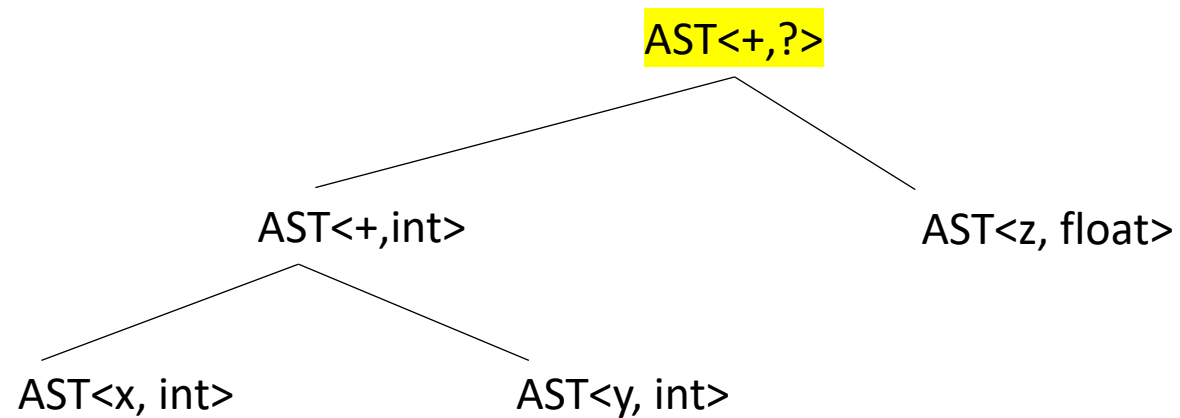 AST<+,?>
AST<+,int>
AST<z, float>
AST<x, int>
AST<y, int>